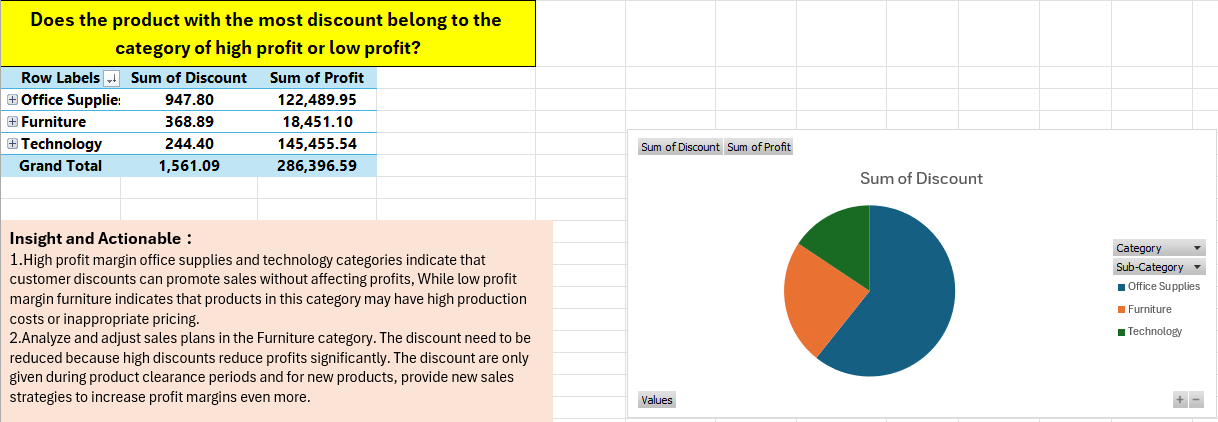 Does the product with the most discount belong to the
category of high profit or low profit?
Row Labels Sum of Discount Sum of Profit
Office Supplies 947.80 122,489.95
Furniture 368.89 18,451.10
Technology 244.40 145,455.54
Grand Total 1,561.09 286,396.59
Insight and Actionable :
1.High profit margin office supplies and technology categories indicate that
customer discounts can promote sales without affecting profits, While low profit
margin furniture indicates that products in this category may have high production
costs or inappropriate pricing.
2.Analyze and adjust sales plans in the Furniture category. The discount need to be
reduced because high discounts reduce profits significantly. The discount are only
given during product clearance periods and for new products, provide new sales
strategies to increase profit margins even more.
Sum of Discount Sum of Profit
Sum of Discount
Category
Sub-Category
Office Supplies
Furniture
Technology
Values